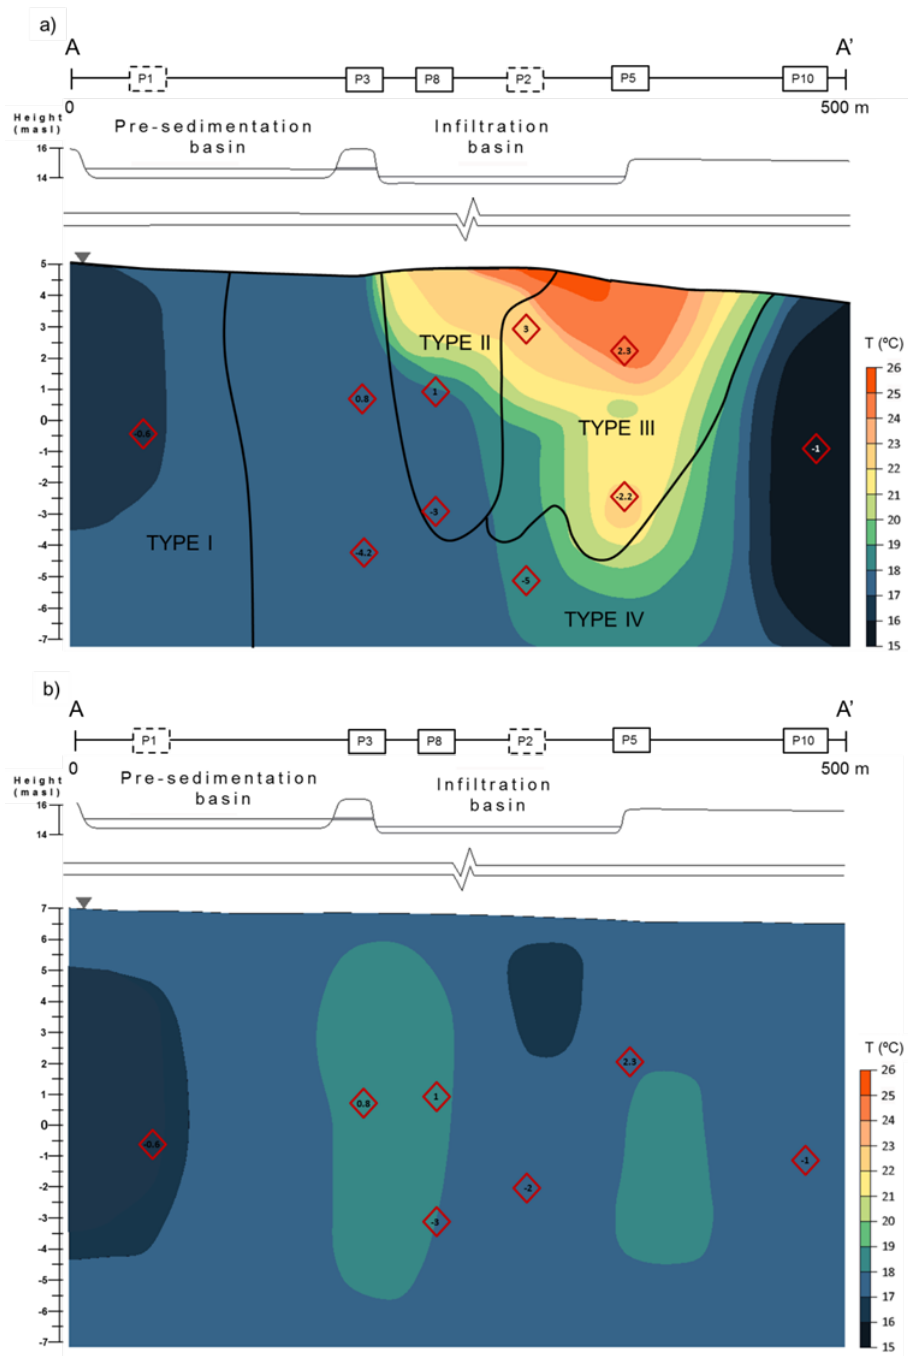 a)
A A'
P1 P3 P8 P2 P5 P10
0 500 m
Height
(masl)
Pre-sedimentation
basin
Infiltration
basin
16
14
5
4
3
2
1
0
-1
-2
-3
-4
-5
-6
-7
TYPE I
TYPE II
TYPE III
TYPE IV
-0.6
0.8
-4.2
1
-3
3
-5
2.3
-2.2
-1
T (ºC)
26
25
24
23
22
21
20
19
18
17
16
15
b)
A A'
P1 P3 P8 P2 P5 P10
0 500 m
Height
(masl)
Pre-sedimentation
basin
Infiltration
basin
16
14
7
6
5
4
3
2
1
0
-1
-2
-3
-4
-5
-6
-7
-0.6
0.8
1
-3
-2
2.3
-1
T (ºC)
26
25
24
23
22
21
20
19
18
17
16
15